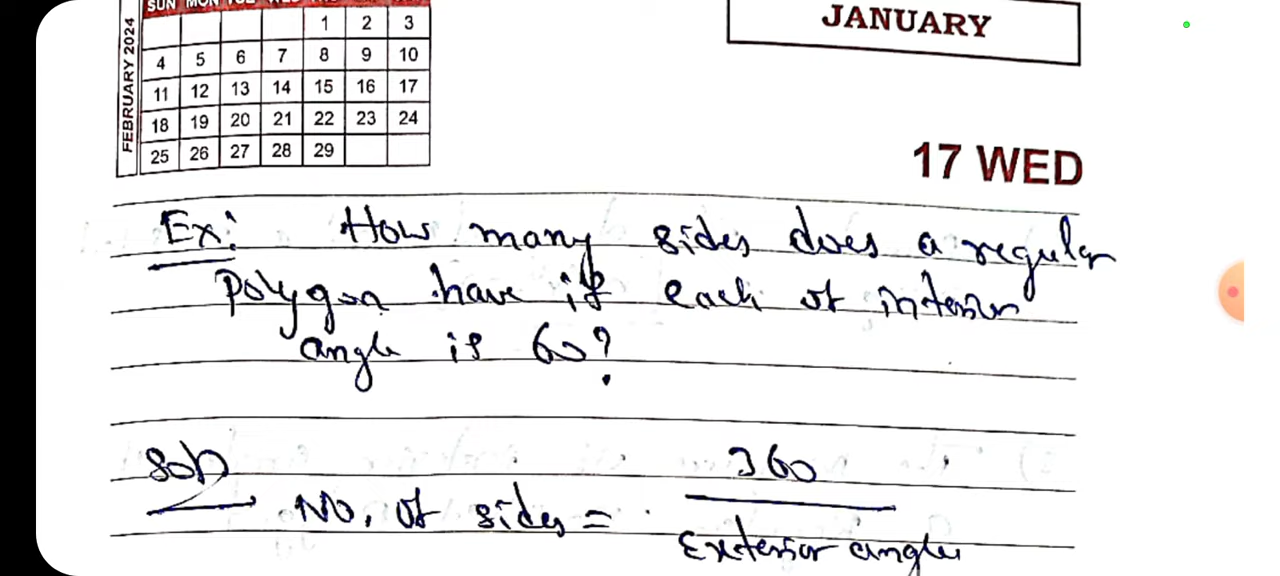 SUN MON TUE WED
FEBRUARY 2024
1 2 3
4 5 6 7 8 9 10
11 12 13 14 15 16 17
18 19 20 21 22 23 24
25 26 27 28 29
JANUARY
17 WED
Ex: How many sides does a regular
polygon have if each of interior
angle is 60?
Soln
No. of sides = 360
Exterior angle